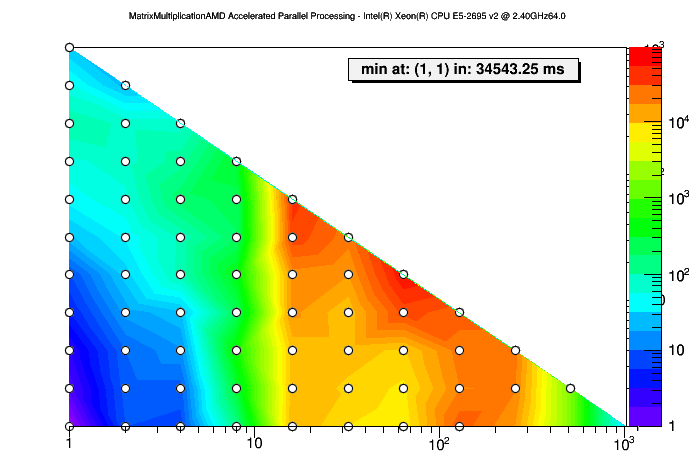 MatrixMultiplicationAMD Accelerated Parallel Processing - Intel(R) Xeon(R) CPU E5-2695 v2 @ 2.40GHz64.0
min at: (1, 1) in: 34543.25 ms
10⁴
10³
10²
10
1
1 10 10² 10³